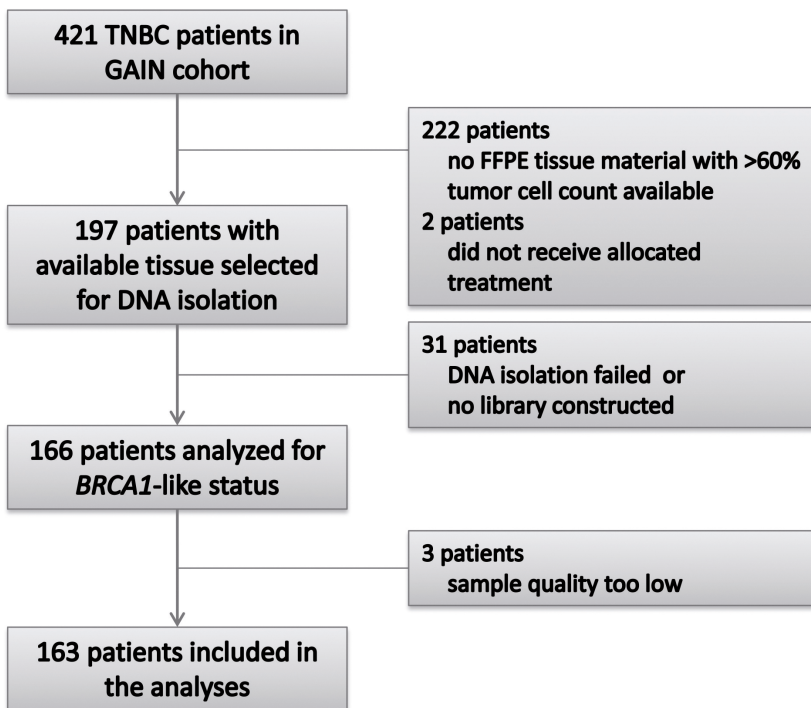 421 TNBC patients in
GAIN cohort
222 patients
no FFPE tissue material with >60%
tumor cell count available
2 patients
did not receive allocated
treatment
197 patients with
available tissue selected
for DNA isolation
31 patients
DNA isolation failed or
no library constructed
166 patients analyzed for
BRCA1-like status
3 patients
sample quality too low
163 patients included in
the analyses